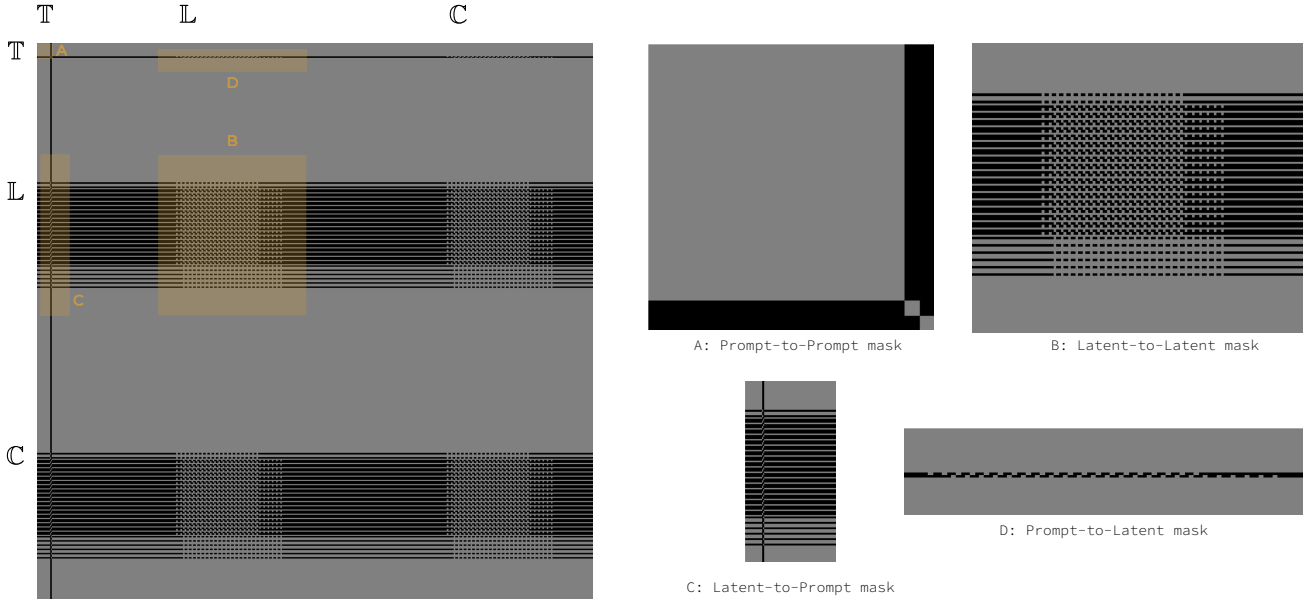 𝕋 𝕃 ℂ
𝕋
A
D
B
𝕃
C
ℂ
A: Prompt-to-Prompt mask
B: Latent-to-Latent mask
D: Prompt-to-Latent mask
C: Latent-to-Prompt mask